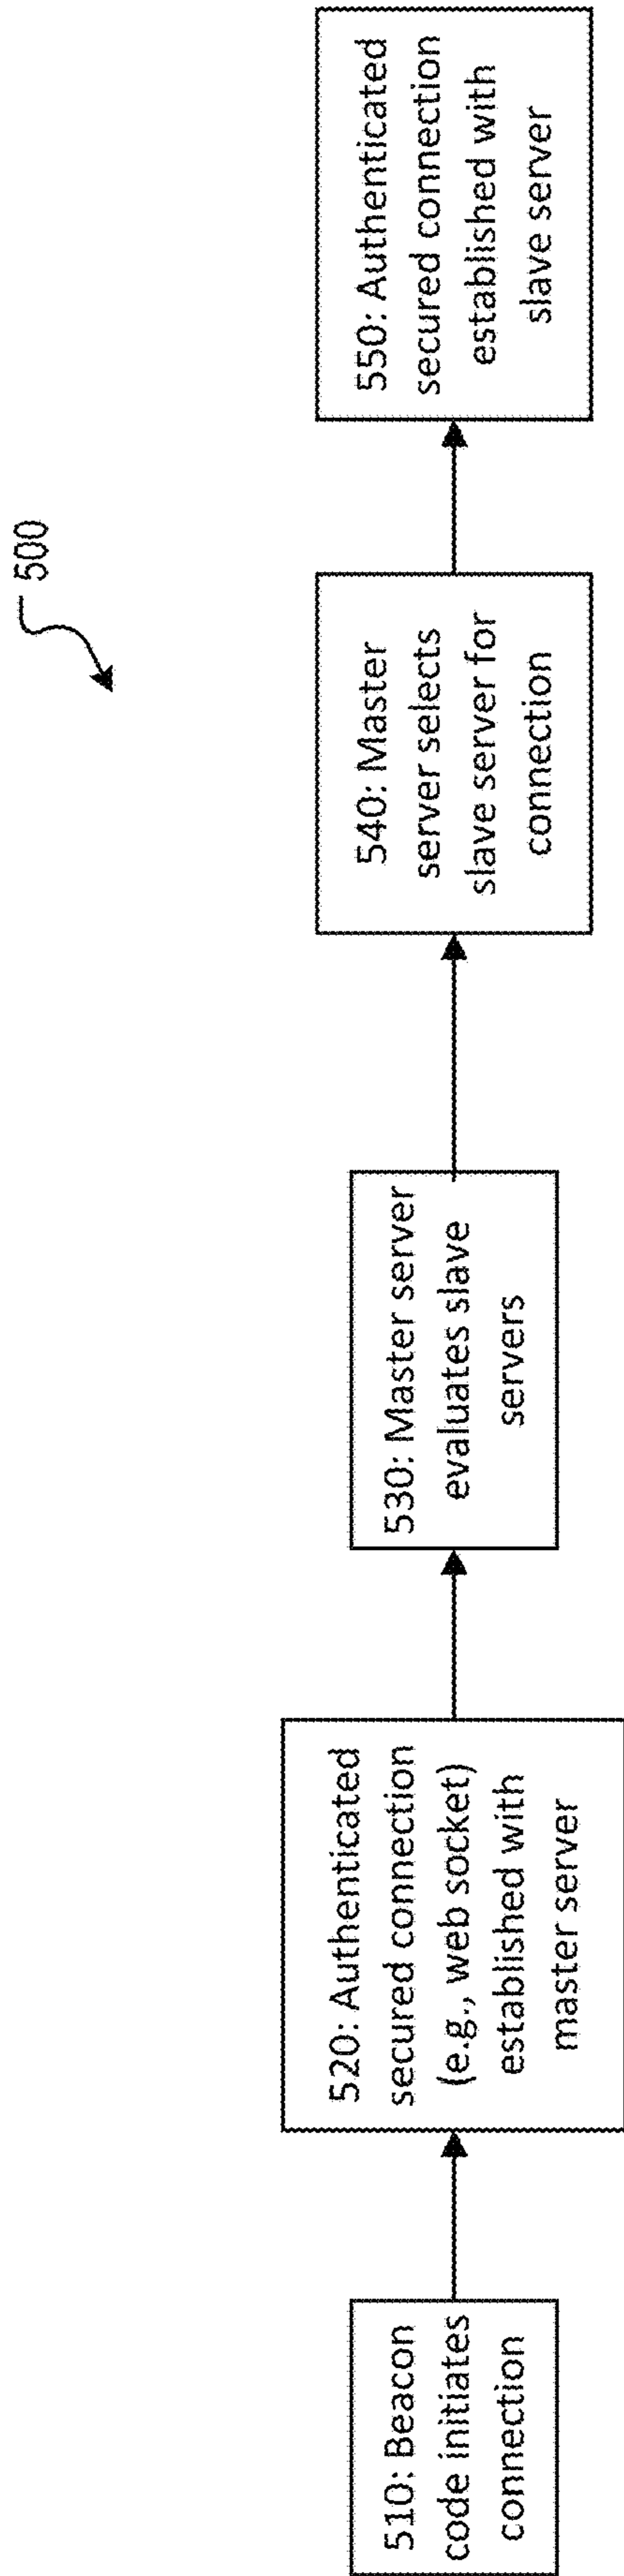 500
510: Beacon
code initiates
connection
520: Authenticated
secured connection
(e.g., web socket)
established with
master server
530: Master server
evaluates slave
servers
540: Master
server selects
slave server for
connection
550: Authenticated
secured connection
established with
slave server